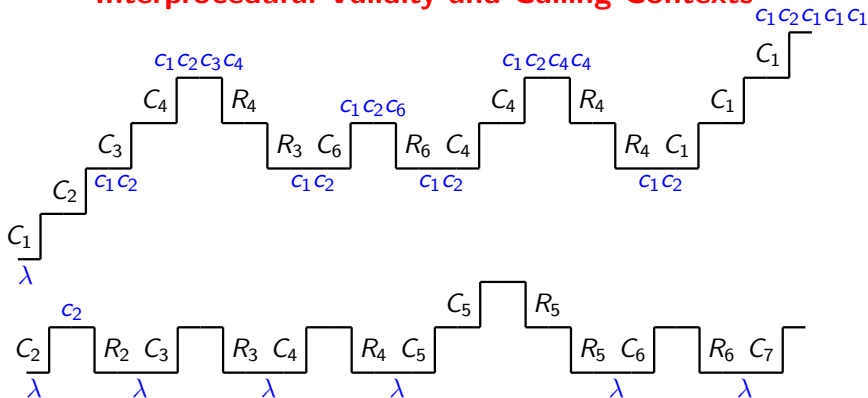 Interprocedural Validity and Calling Contexts
c1c2c1c1c1
c1c2c3c4 c1c2c4c4 C1
C4 R4 c1c2c6 C4 R4 C1
C3 R3 C6 R6 C4 R4 C1
c1c2 c1c2 c1c2 c1c2
C2
C1
λ
C5 R5
c2
C2 R2 C3 R3 C4 R4 C5 R5 C6 R6 C7
λ λ λ λ λ λ